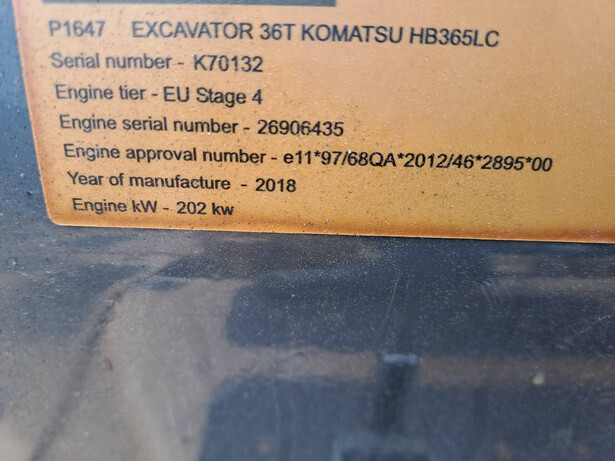 P1647 EXCAVATOR 36T KOMATSU HB365LC
Serial number - K70132
Engine tier - EU Stage 4
Engine serial number - 26906435
Engine approval number - e11*97/68QA*2012/46*2895*00
Year of manufacture - 2018
Engine kW - 202 kw